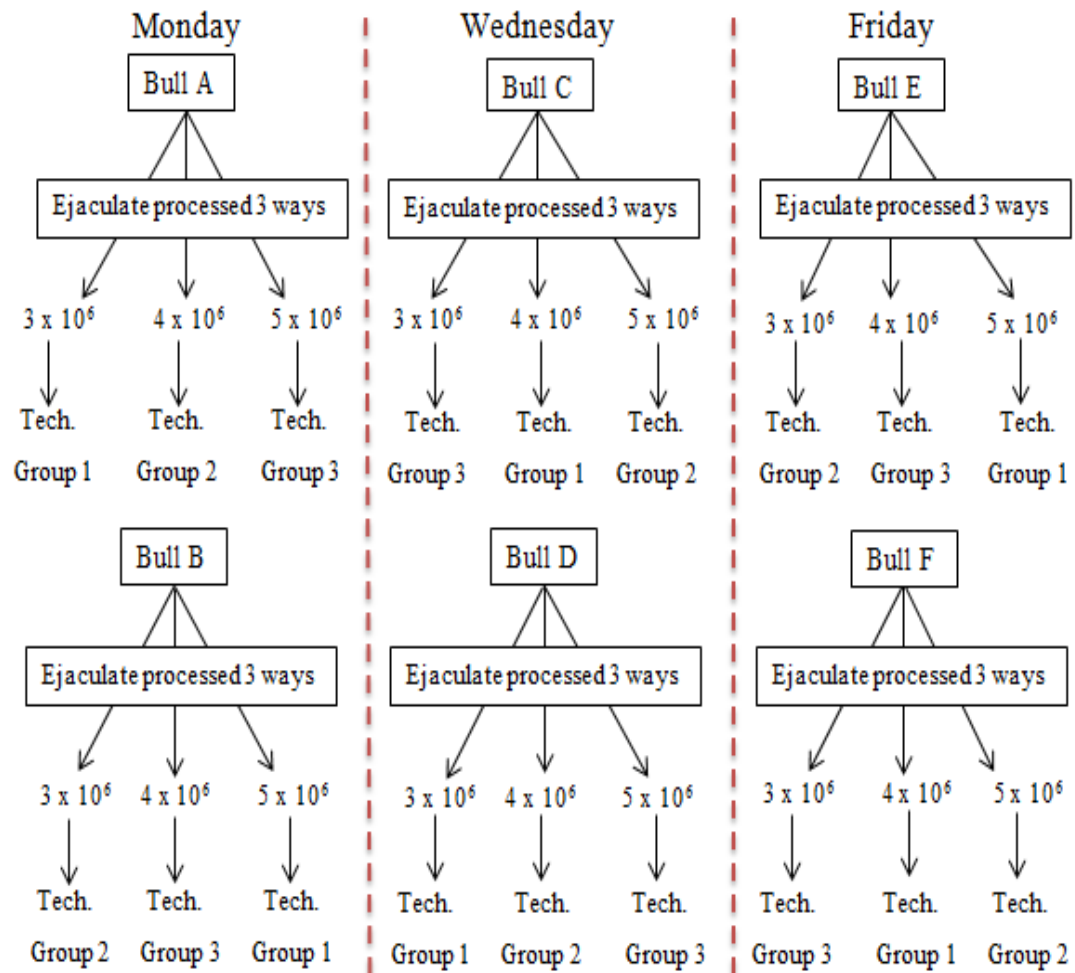 Monday
Bull A
Ejaculate processed 3 ways
3 x 10⁶ 4 x 10⁶ 5 x 10⁶
Tech. Tech. Tech.
Group 1 Group 2 Group 3
Bull B
Ejaculate processed 3 ways
3 x 10⁶ 4 x 10⁶ 5 x 10⁶
Tech. Tech. Tech.
Group 2 Group 3 Group 1
Wednesday
Bull C
Ejaculate processed 3 ways
3 x 10⁶ 4 x 10⁶ 5 x 10⁶
Tech. Tech. Tech.
Group 3 Group 1 Group 2
Bull D
Ejaculate processed 3 ways
3 x 10⁶ 4 x 10⁶ 5 x 10⁶
Tech. Tech. Tech.
Group 1 Group 2 Group 3
Friday
Bull E
Ejaculate processed 3 ways
3 x 10⁶ 4 x 10⁶ 5 x 10⁶
Tech. Tech. Tech.
Group 2 Group 3 Group 1
Bull F
Ejaculate processed 3 ways
3 x 10⁶ 4 x 10⁶ 5 x 10⁶
Tech. Tech. Tech.
Group 3 Group 1 Group 2